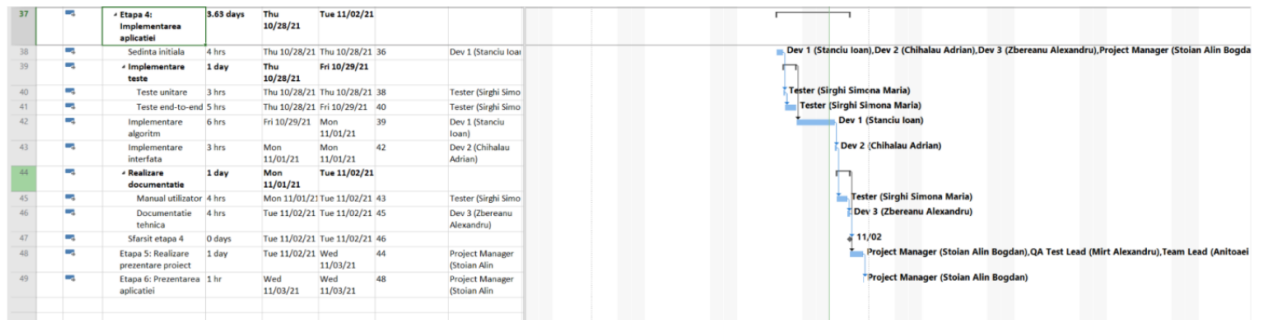 37 Etapa 4: 3.63 days Thu Tue 11/02/21
Implementarea 10/28/21
aplicatiei
38 Sedinta initiala 4 hrs Thu 10/28/21 Thu 10/28/21 36 Dev 1 (Stanciu Ioai Dev 1 (Stanciu Ioan),Dev 2 (Chihalau Adrian),Dev 3 (Zbereanu Alexandru),Project Manager (Stoian Alin Bogda
39 Implementare 1 day Thu Fri 10/29/21
teste 10/28/21
40 Teste unitare 3 hrs Thu 10/28/21 Thu 10/28/21 38 Tester (Sirghi Simo Tester (Sirghi Simona Maria)
41 Teste end-to-end 5 hrs Thu 10/28/21 Fri 10/29/21 40 Tester (Sirghi Simo Tester (Sirghi Simona Maria)
42 Implementare 6 hrs Fri 10/29/21 Mon 39 Dev 1 (Stanciu Dev 1 (Stanciu Ioan)
algoritm 11/01/21 Ioan)
43 Implementare 3 hrs Mon Mon 42 Dev 2 (Chihalau Dev 2 (Chihalau Adrian)
interfata 11/01/21 11/01/21 Adrian)
44 Realizare 1 day Mon Tue 11/02/21
documentatie 11/01/21
45 Manual utilizator 4 hrs Mon 11/01/21 Tue 11/02/21 43 Tester (Sirghi Simo Tester (Sirghi Simona Maria)
46 Documentatie 4 hrs Tue 11/02/21 Tue 11/02/21 45 Dev 3 (Zbereanu Dev 3 (Zbereanu Alexandru)
tehnica Alexandru)
47 Sfarsit etapa 4 0 days Tue 11/02/21 Tue 11/02/21 46 11/02
48 Etapa 5: Realizare 1 day Tue 11/02/21 Wed 44 Project Manager Project Manager (Stoian Alin Bogdan),QA Test Lead (Mirt Alexandru),Team Lead (Anitoaei
prezentare proiect 11/03/21 (Stoian Alin
49 Etapa 6: Prezentarea 1 hr Wed Wed 48 Project Manager Project Manager (Stoian Alin Bogdan)
aplicatiei 11/03/21 11/03/21 (Stoian Alin